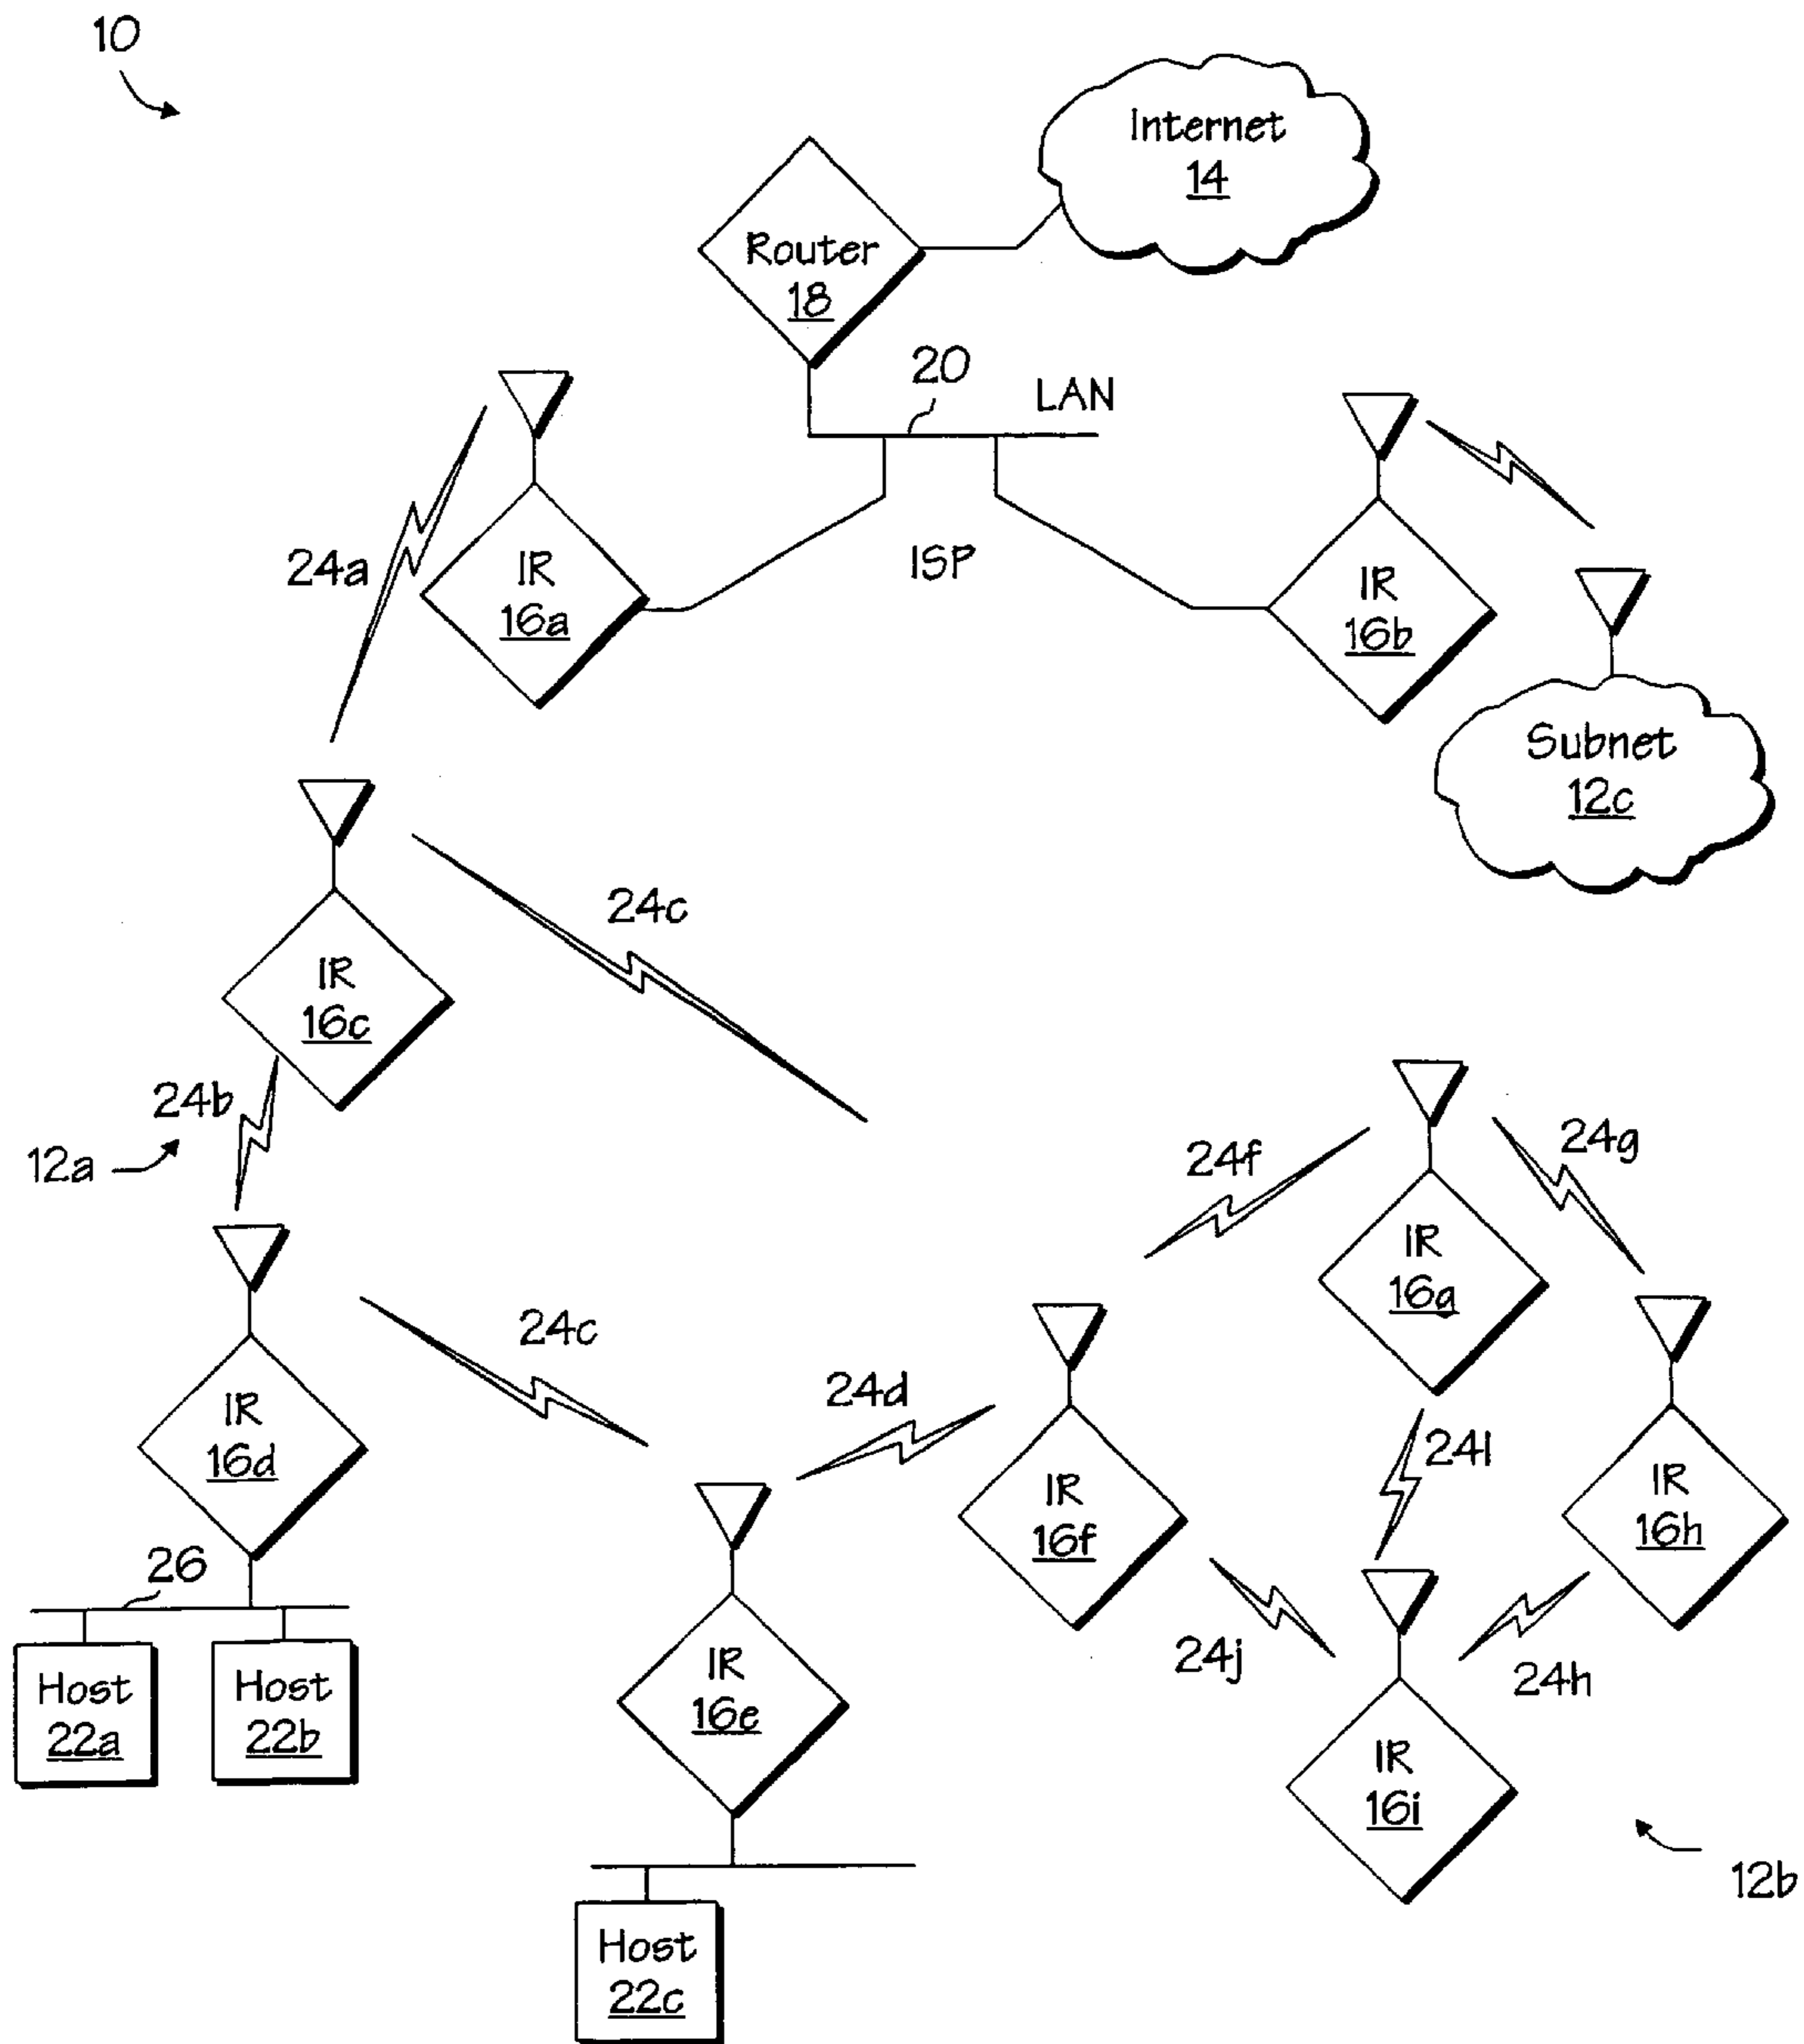 10
Internet
14
Router
18
20
LAN
24a
IR
16a
ISP
IR
16b
Subnet
12c
24c
IR
16c
24b
12a
24f
24g
IR
16g
24c
24d
IR
16d
24l
IR
16f
IR
16h
26
Host
22a
Host
22b
IR
16e
24j
24h
IR
16i
12b
Host
22c